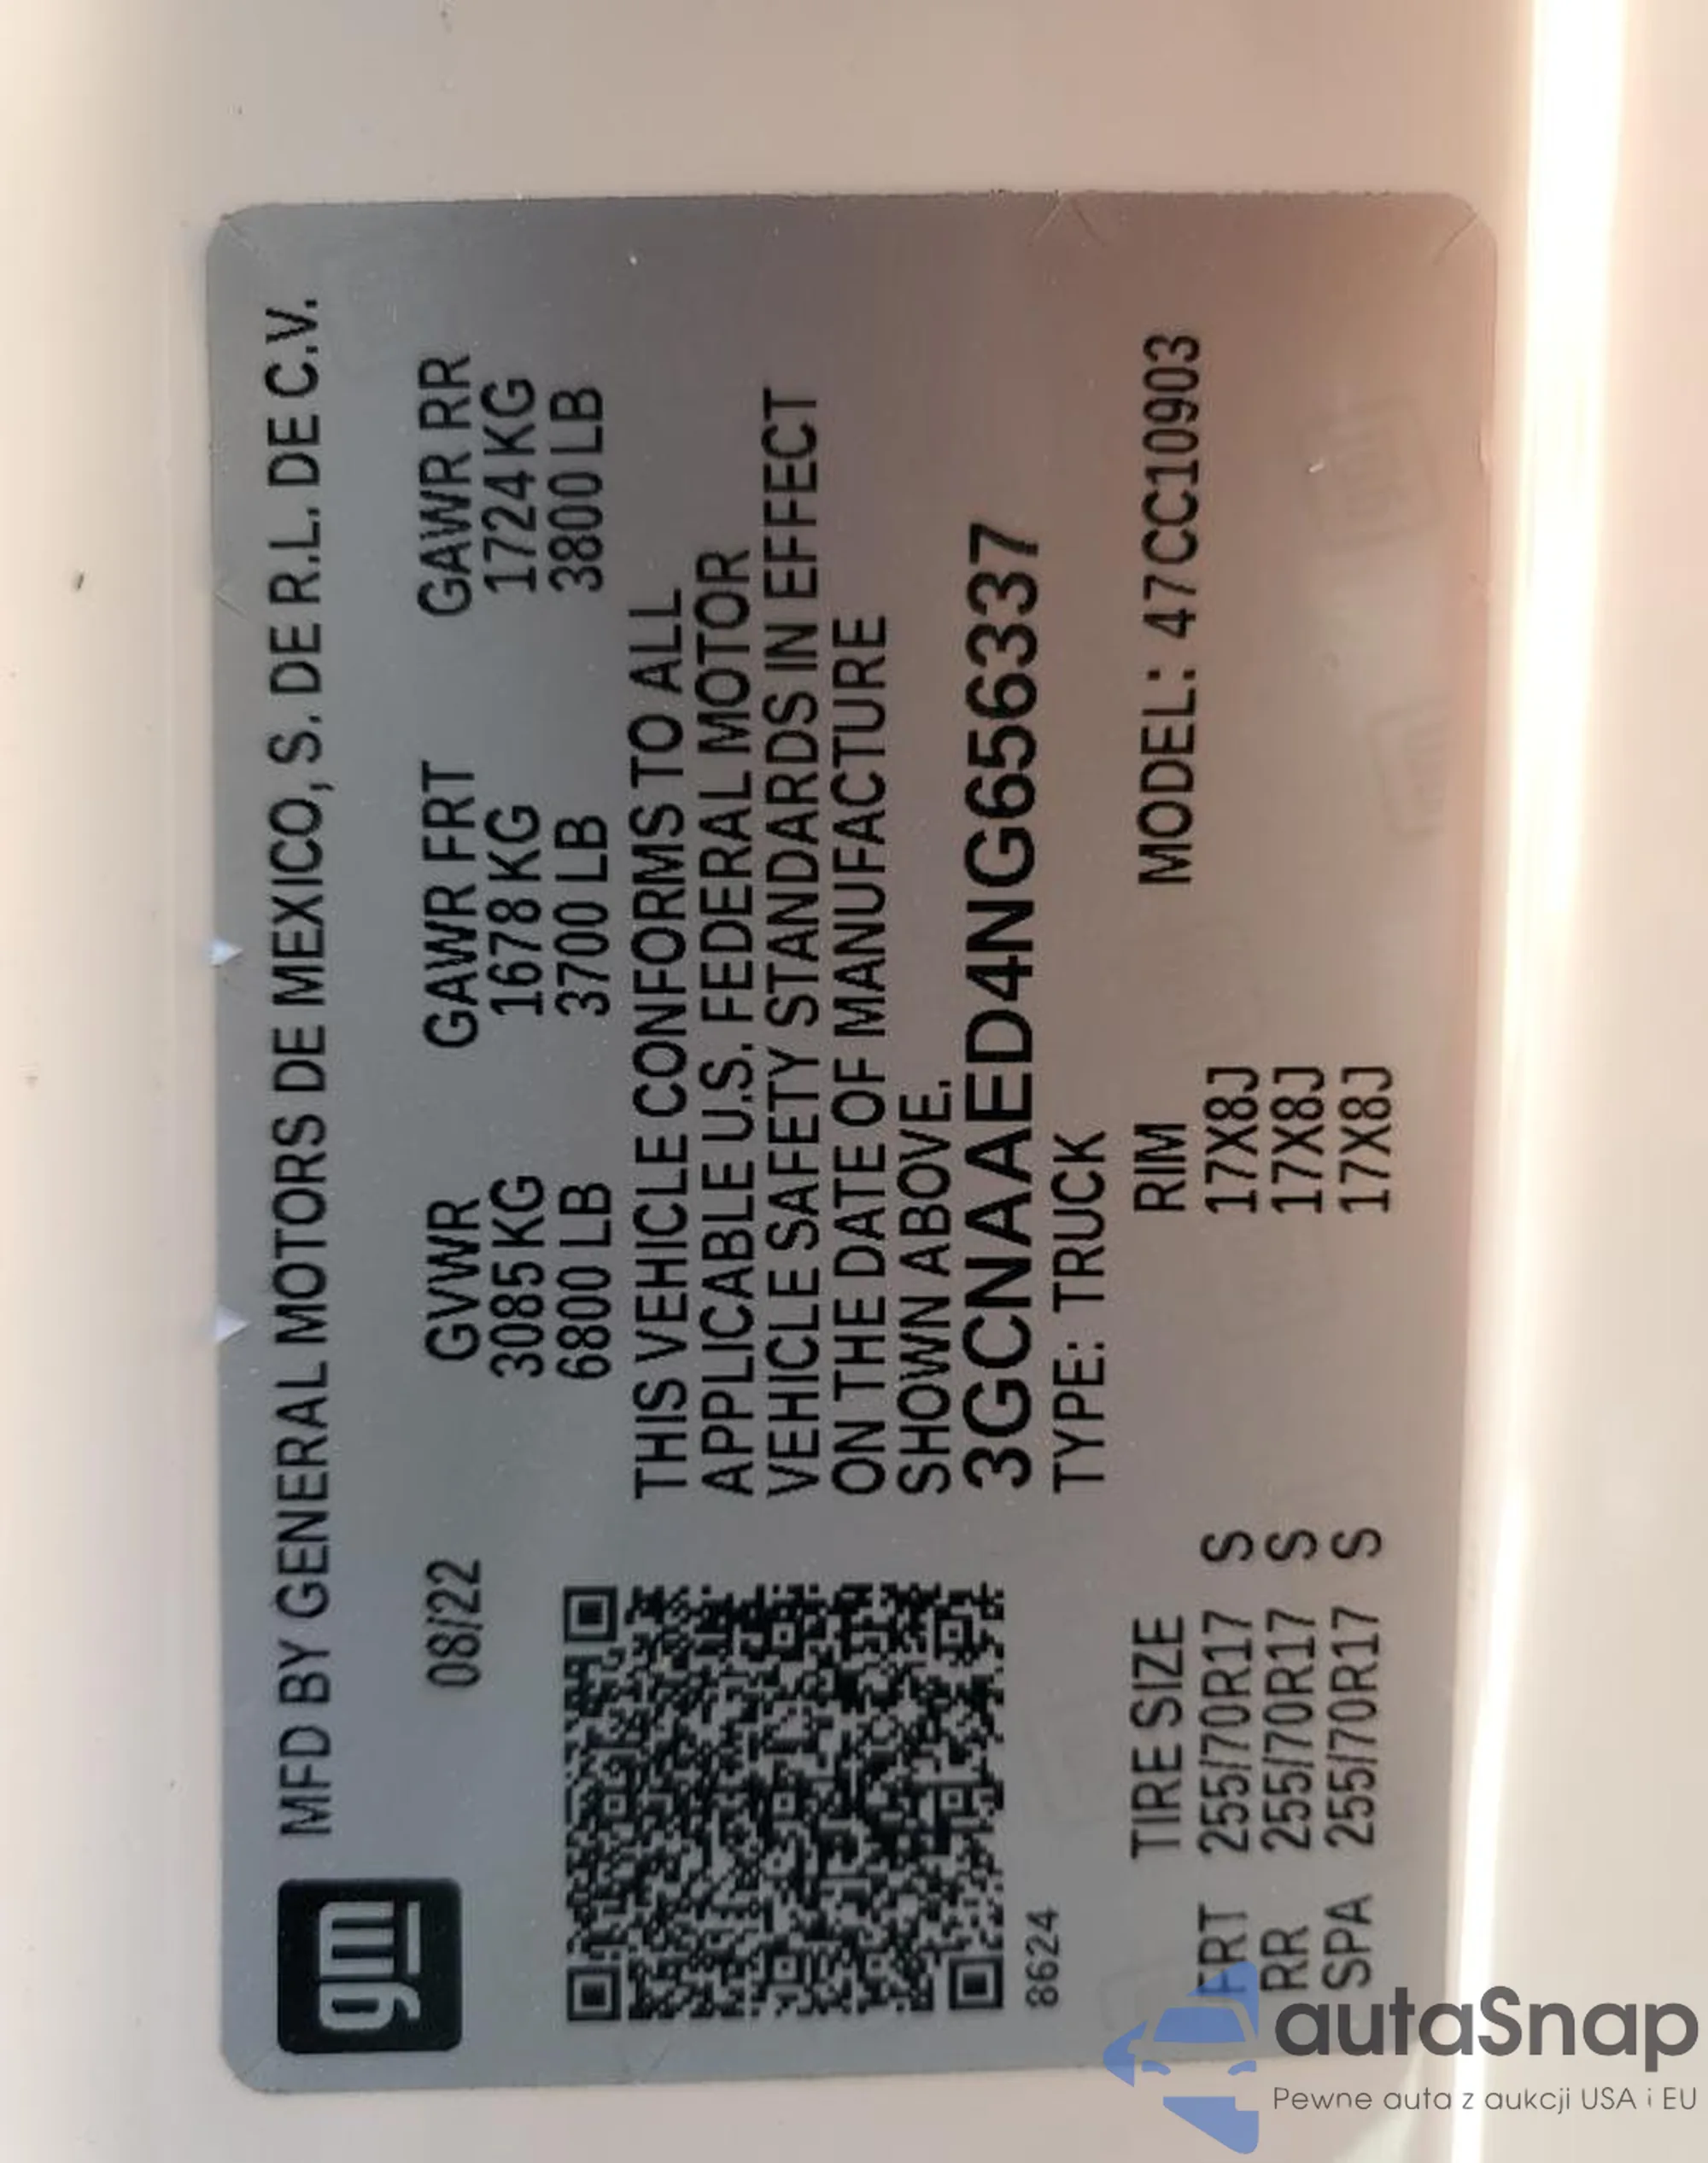 gm MFD BY GENERAL MOTORS DE MEXICO, S. DE R.L. DE C.V.
08/22 GVWR GAWR FRT GAWR RR
3085 KG 1678 KG 1724 KG
6800 LB 3700 LB 3800 LB
THIS VEHICLE CONFORMS TO ALL
APPLICABLE U.S. FEDERAL MOTOR
VEHICLE SAFETY STANDARDS IN EFFECT
ON THE DATE OF MANUFACTURE
SHOWN ABOVE.
3GCNAAED4NG656337
8624 TYPE: TRUCK
TIRE SIZE RIM MODEL: 47CC10903
FRT 255/70R17 S 17X8J
RR 255/70R17 S 17X8J
SPA 255/70R17 S 17X8J
autaSnap
Pewne auta z aukcji USA i EU